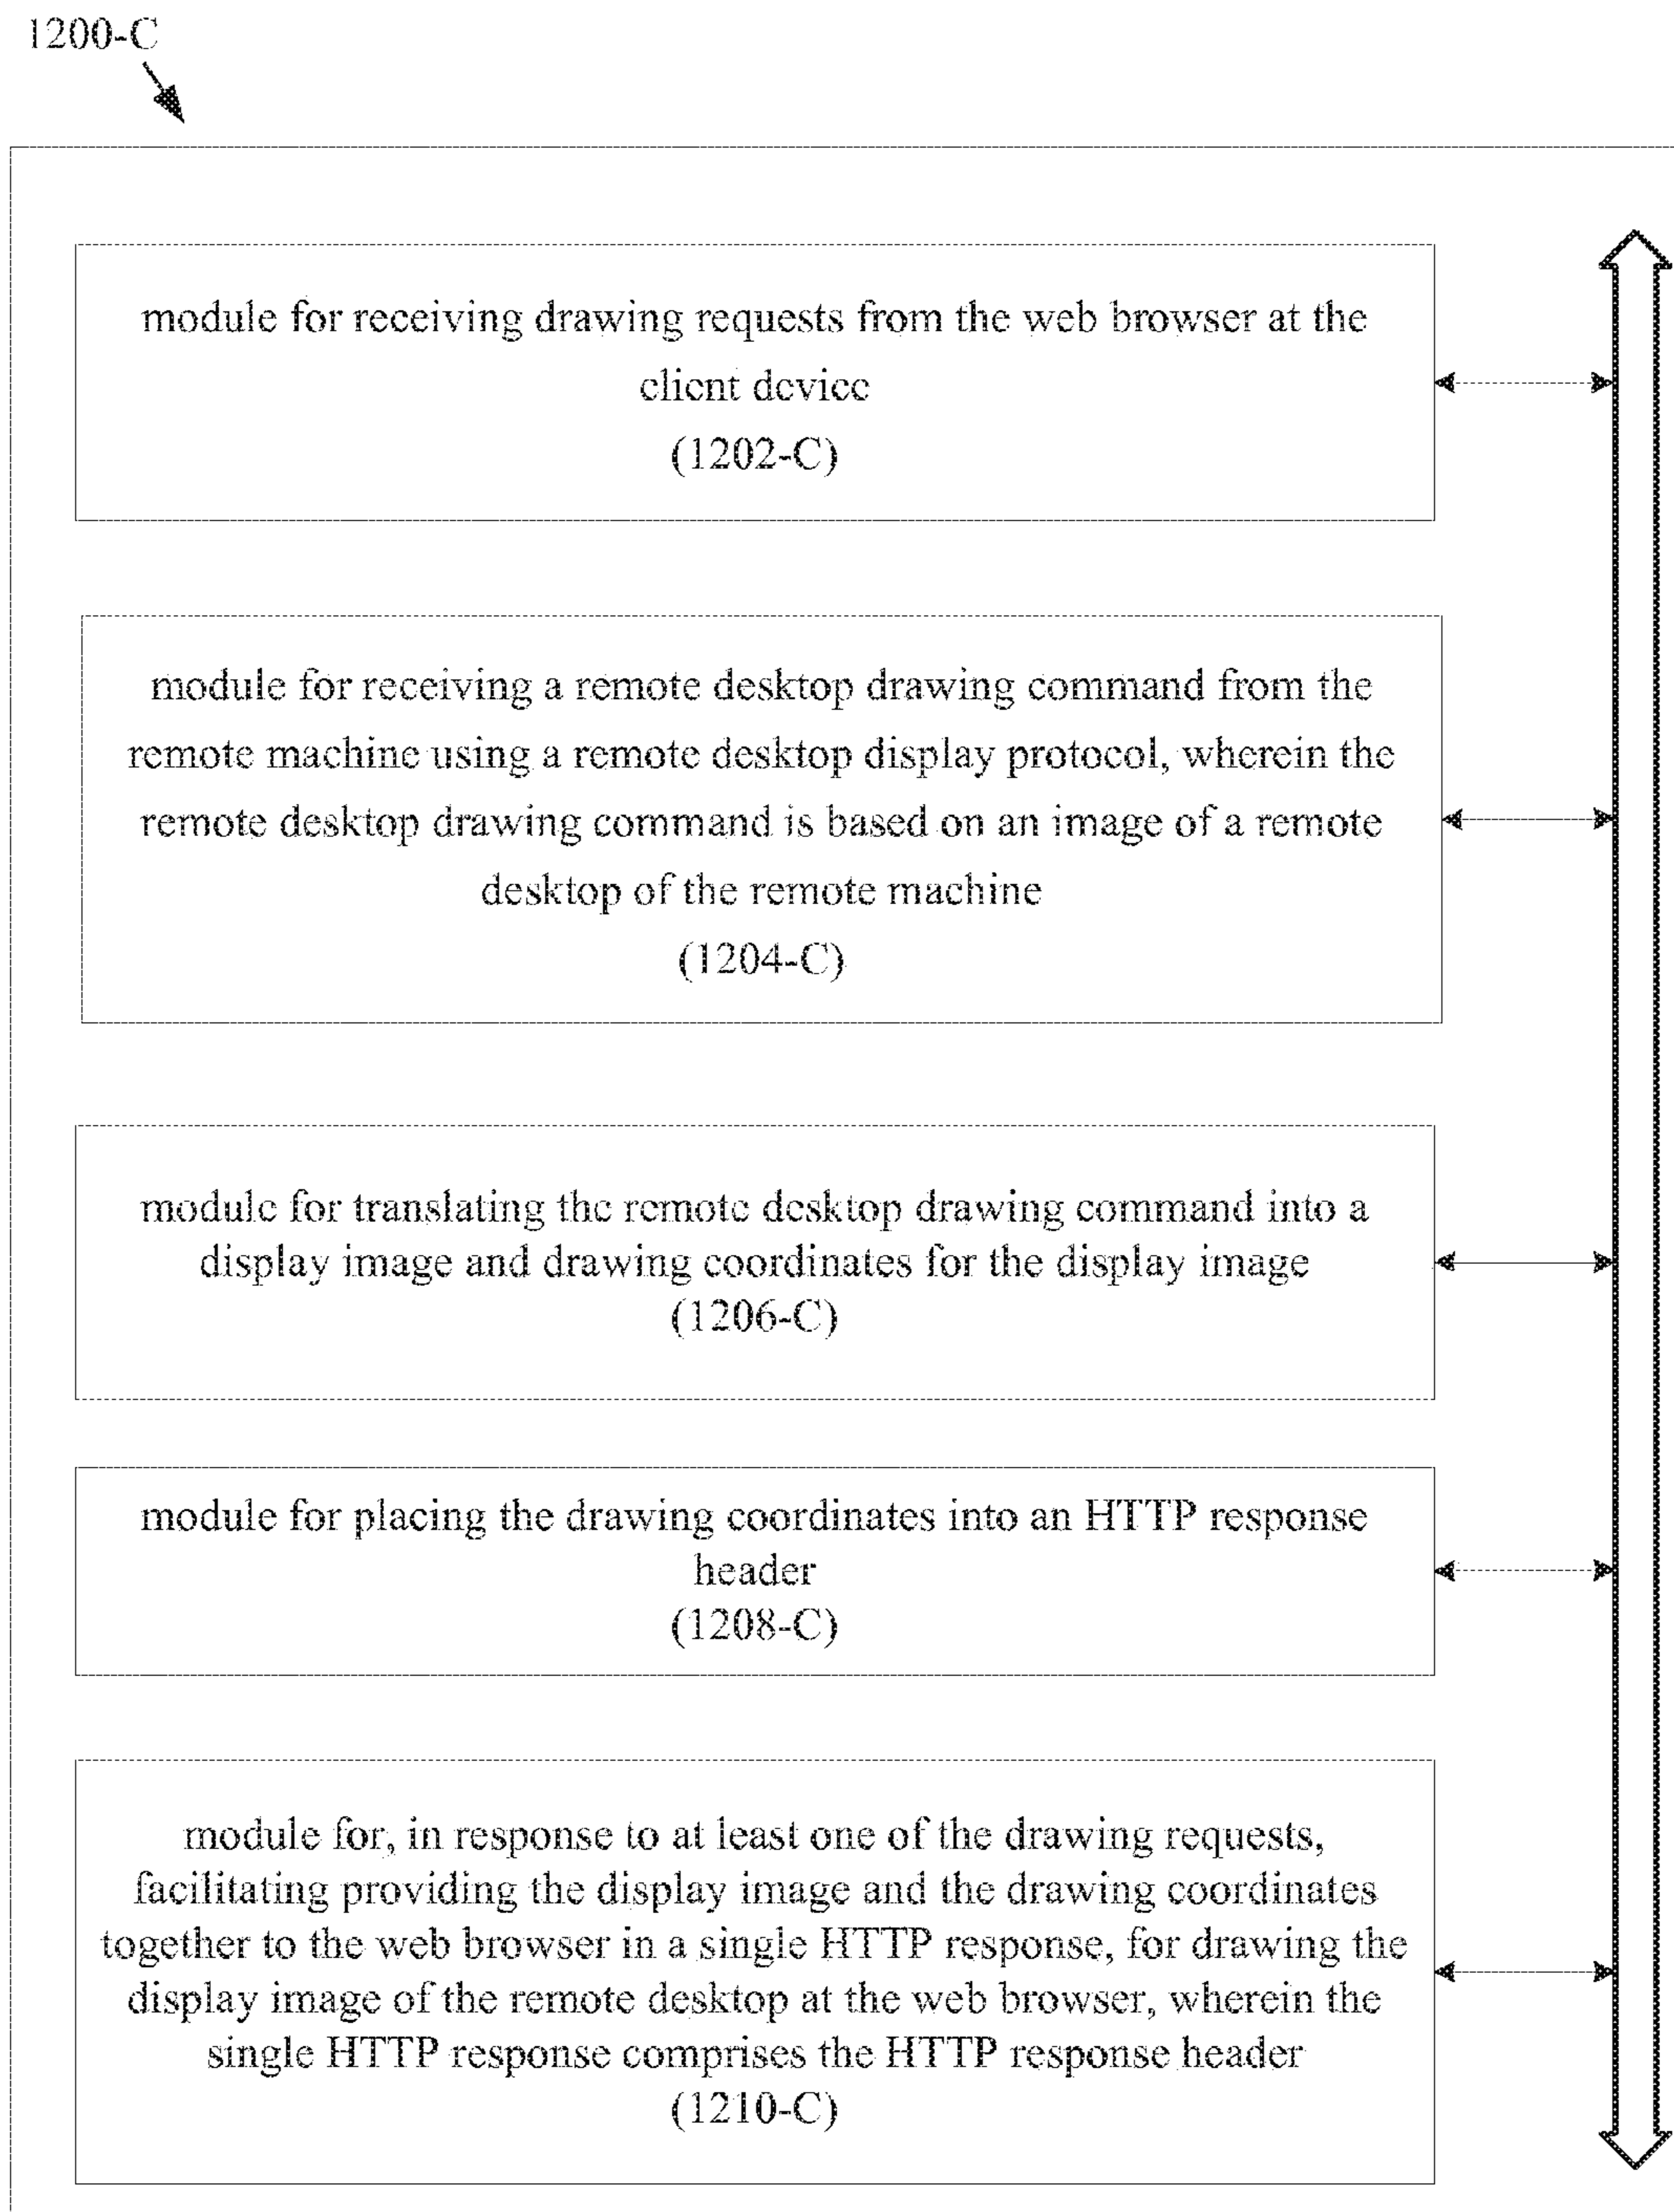 1200-C
module for receiving drawing requests from the web browser at the
client device
(1202-C)
module for receiving a remote desktop drawing command from the
remote machine using a remote desktop display protocol, wherein the
remote desktop drawing command is based on an image of a remote
desktop of the remote machine
(1204-C)
module for translating the remote desktop drawing command into a
display image and drawing coordinates for the display image
(1206-C)
module for placing the drawing coordinates into an HTTP response
header
(1208-C)
module for, in response to at least one of the drawing requests,
facilitating providing the display image and the drawing coordinates
together to the web browser in a single HTTP response, for drawing the
display image of the remote desktop at the web browser, wherein the
single HTTP response comprises the HTTP response header
(1210-C)